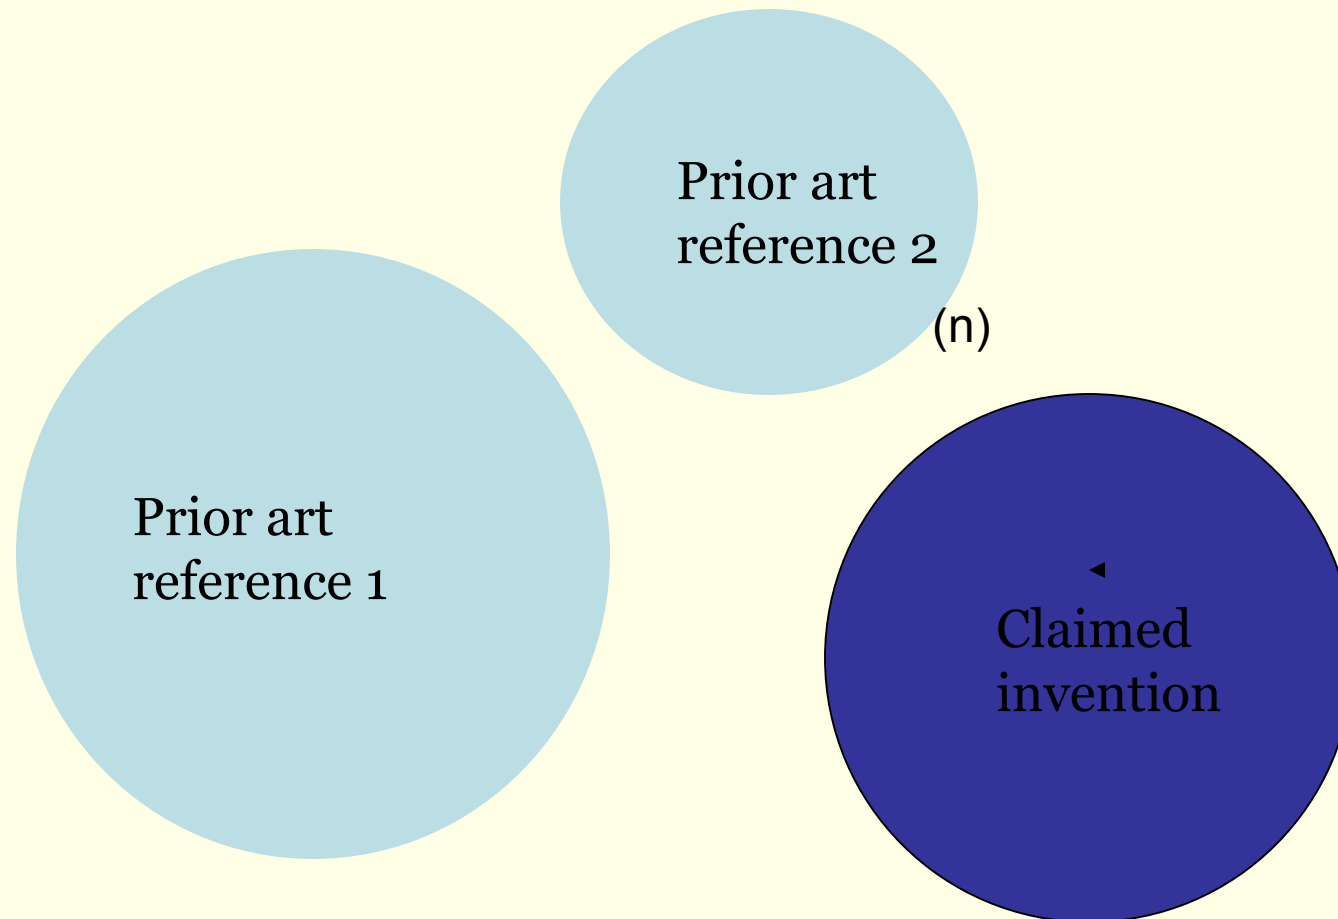 Prior art
reference 2
(n)
Prior art
reference 1
Claimed
invention